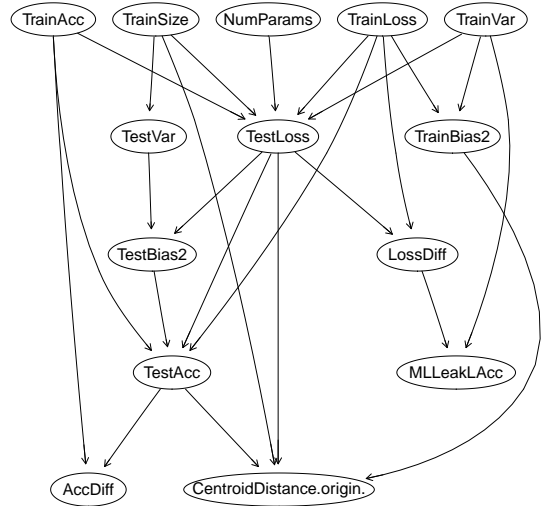 TrainAcc TrainSize NumParams TrainLoss TrainVar
TestVar TestLoss TrainBias2
TestBias2 LossDiff
TestAcc MLLeakLAcc
AccDiff CentroidDistance.origin.